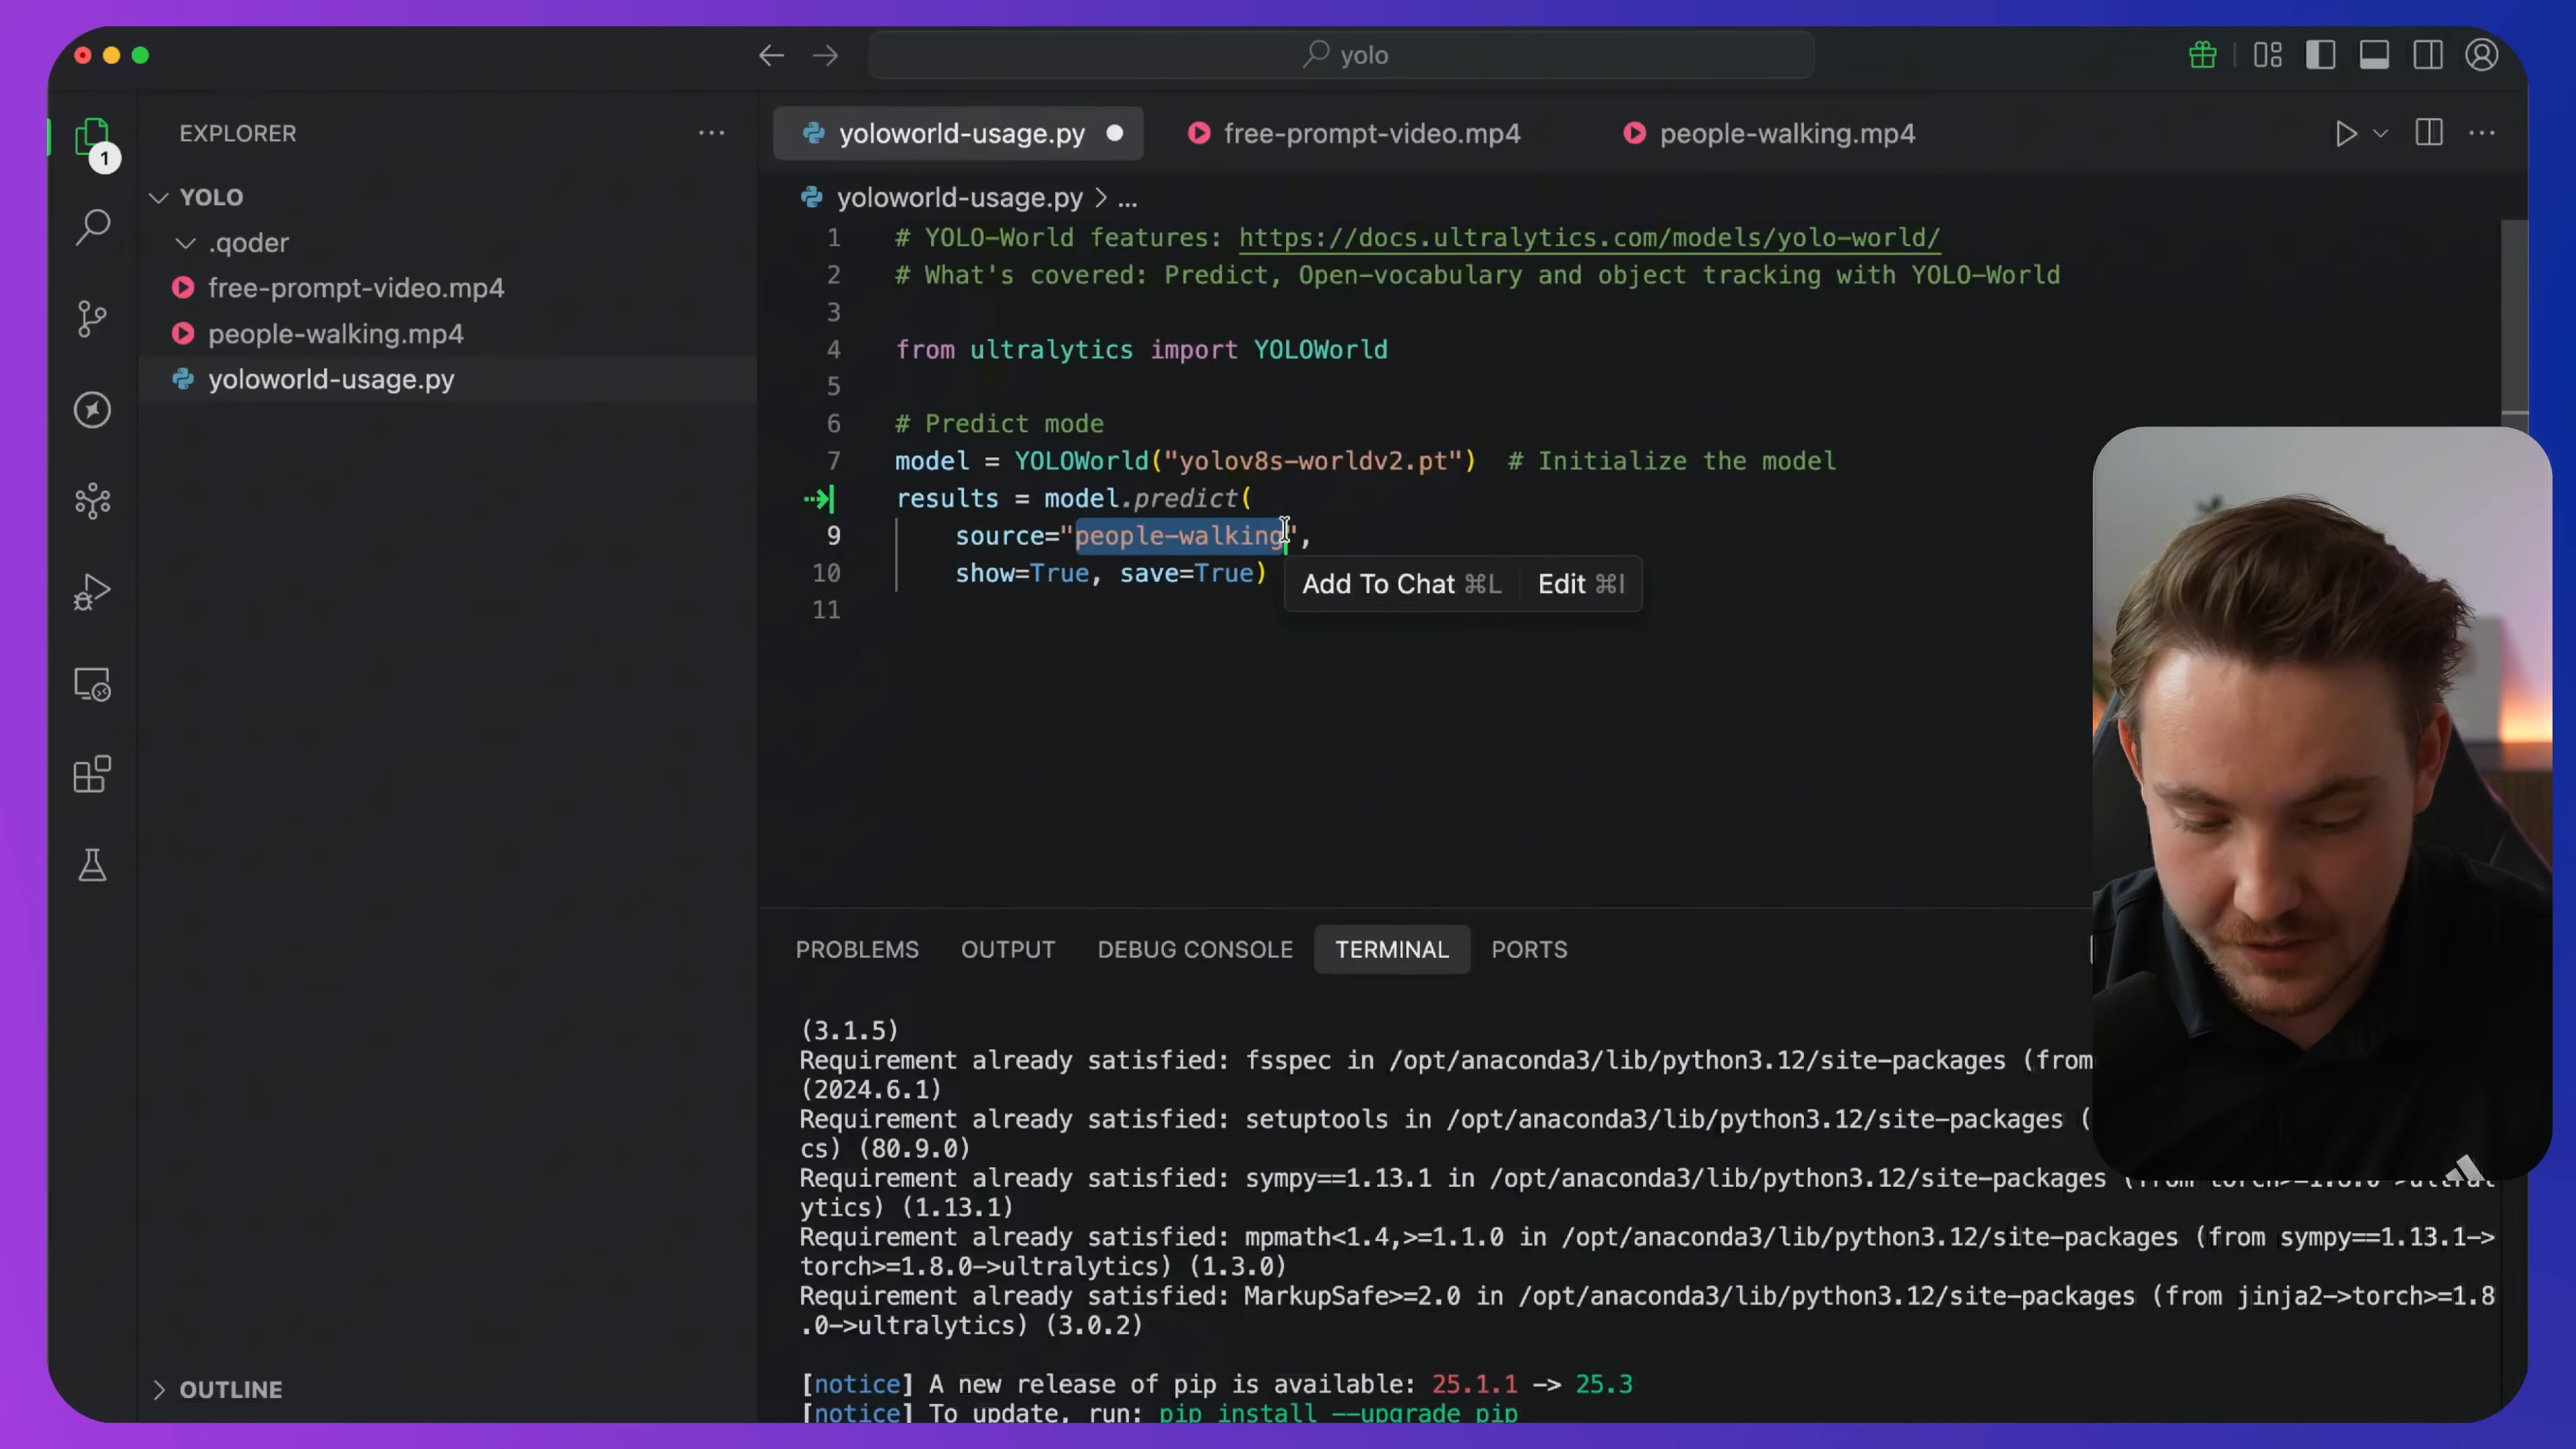 yolo
EXPLORER
1
YOLO
.qoder
free-prompt-video.mp4
people-walking.mp4
yoloworld-usage.py
OUTLINE
yoloworld-usage.py
free-prompt-video.mp4
people-walking.mp4
yoloworld-usage.py > ...
1 # YOLO-World features: https://docs.ultralytics.com/models/yolo-world/
2 # What's covered: Predict, Open-vocabulary and object tracking with YOLO-World
3
4 from ultralytics import YOLOWorld
5
6 # Predict mode
7 model = YOLOWorld("yolov8s-worldv2.pt")  # Initialize the model
results = model.predict(
9 source="people-walking",
10 show=True, save=True)
11
Add To Chat ⌘L Edit ⌘I
PROBLEMS OUTPUT DEBUG CONSOLE TERMINAL PORTS
(3.1.5)
Requirement already satisfied: fsspec in /opt/anaconda3/lib/python3.12/site-packages (from
(2024.6.1)
Requirement already satisfied: setuptools in /opt/anaconda3/lib/python3.12/site-packages (
cs) (80.9.0)
Requirement already satisfied: sympy==1.13.1 in /opt/anaconda3/lib/python3.12/site-packages
ytics) (1.13.1)
Requirement already satisfied: mpmath<1.4,>=1.1.0 in /opt/anaconda3/lib/python3.12/site-packages (from sympy==1.13.1->
torch>=1.8.0->ultralytics) (1.3.0)
Requirement already satisfied: MarkupSafe>=2.0 in /opt/anaconda3/lib/python3.12/site-packages (from jinja2->torch>=1.8
.0->ultralytics) (3.0.2)
[notice] A new release of pip is available: 25.1.1 -> 25.3
[notice] To update, run: pip install --upgrade pip